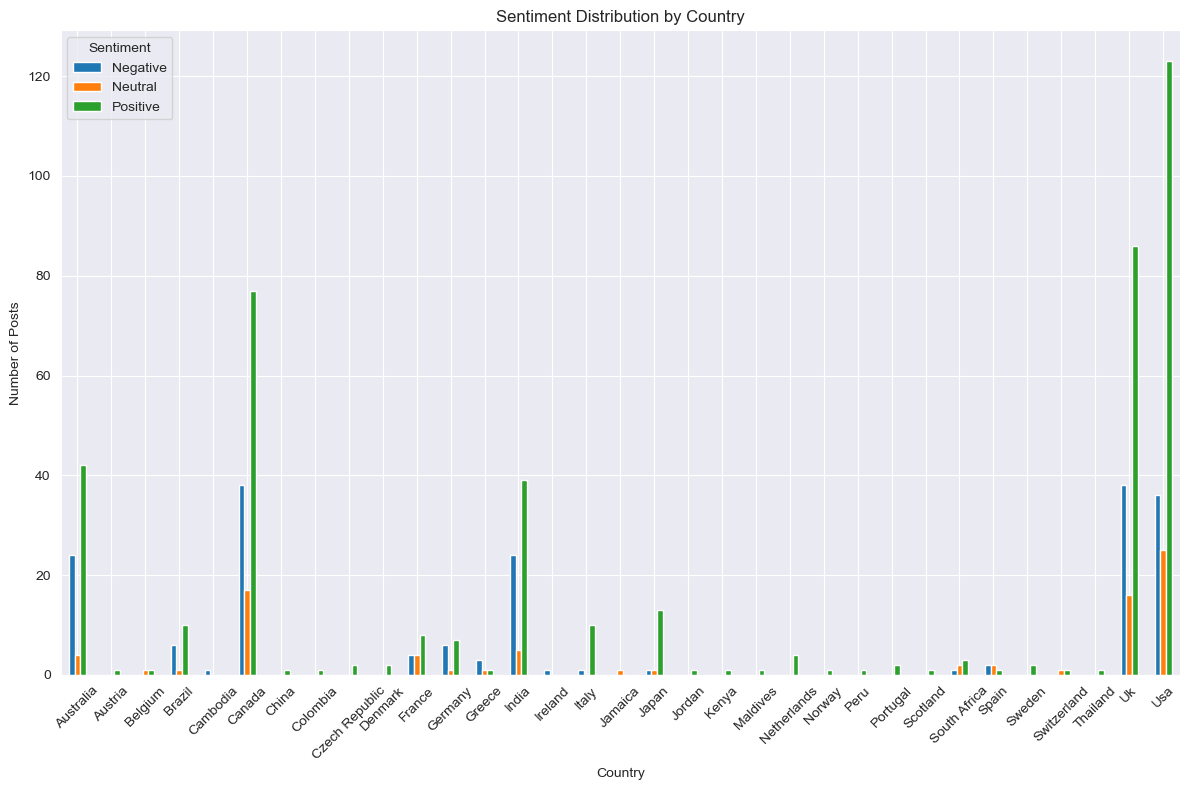 Sentiment Distribution by Country
Sentiment
Negative
Neutral
Positive
Number of Posts
120
100
80
60
40
20
0
Australia
Austria
Belgium
Brazil
Cambodia
Canada
China
Colombia
Czech Republic
Denmark
France
Germany
Greece
India
Ireland
Italy
Jamaica
Japan
Jordan
Kenya
Maldives
Netherlands
Norway
Peru
Portugal
Scotland
South Africa
Spain
Sweden
Switzerland
Thailand
Uk
Usa
Country